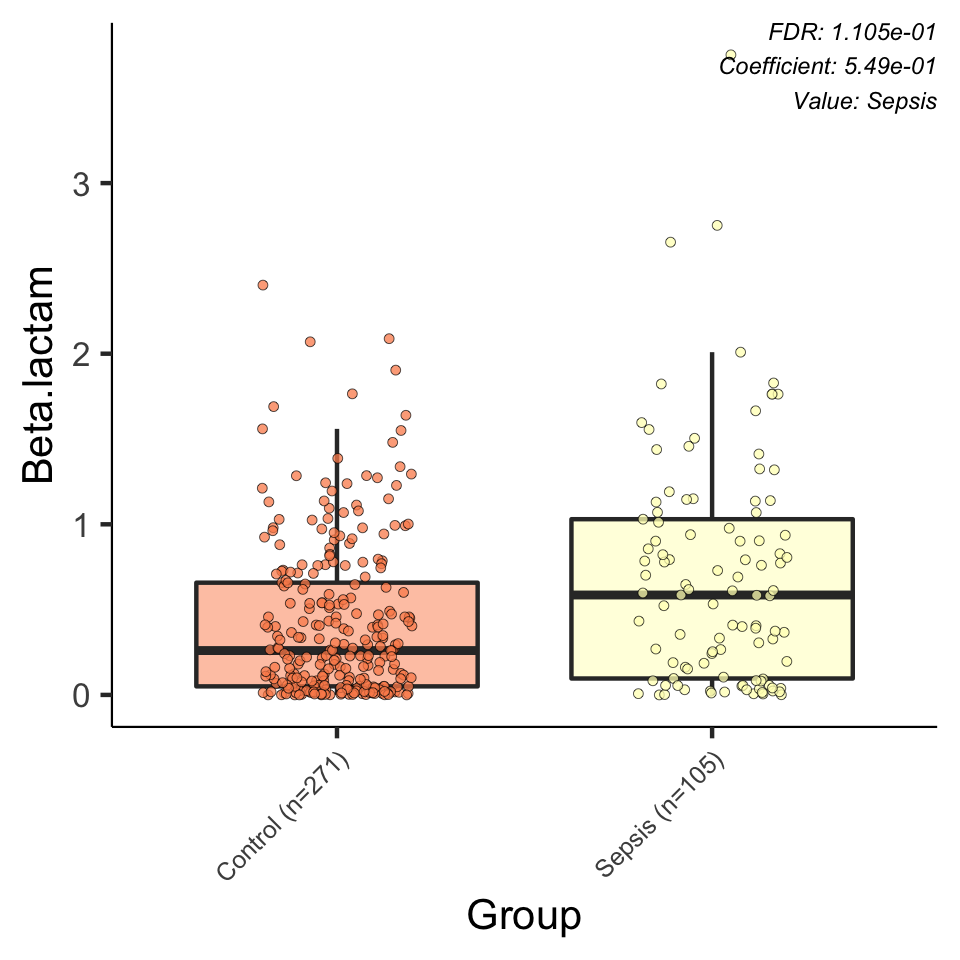 FDR: 1.105e-01
Coefficient: 5.49e-01
Value: Sepsis
Beta.lactam
3
2
1
0
Control (n=271)
Sepsis (n=105)
Group